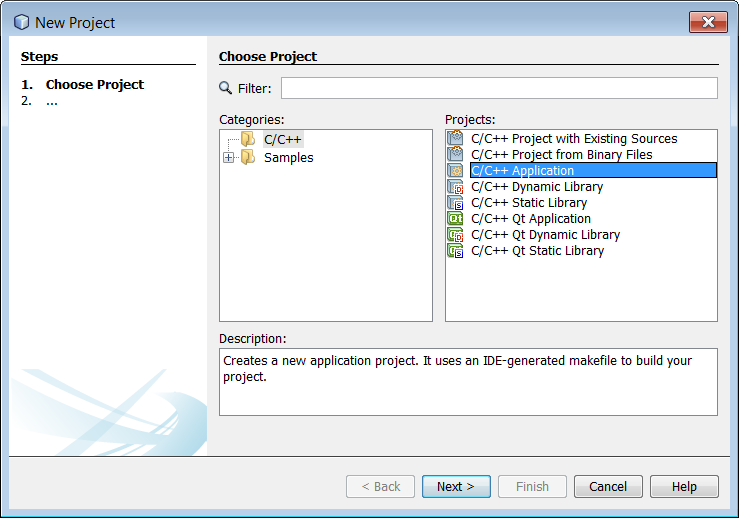 New Project
Steps
1. Choose Project
2. ...
Choose Project
Filter:
Categories:
C/C++
Samples
Projects:
C/C++ Project with Existing Sources
C/C++ Project from Binary Files
C/C++ Application
C/C++ Dynamic Library
C/C++ Static Library
C/C++ Qt Application
C/C++ Qt Dynamic Library
C/C++ Qt Static Library
Description:
Creates a new application project. It uses an IDE-generated makefile to build your
project.
< Back
Next >
Finish
Cancel
Help